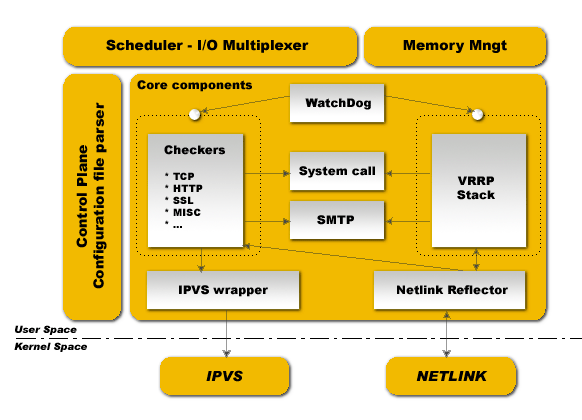 Scheduler - I/O Multiplexer
Memory Mngt
Control Plane
Configuration file parser
Core components
WatchDog
Checkers
* TCP
* HTTP
* SSL
* MISC
* ...
System call
SMTP
VRRP
Stack
IPVS wrapper
Netlink Reflector
User Space
Kernel Space
IPVS
NETLINK